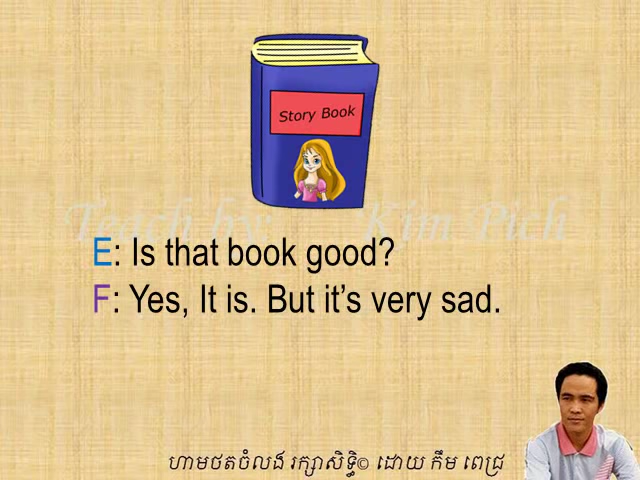 Story Book
Teach by: Kim Pich
E: Is that book good?
F: Yes, It is. But it’s very sad.
ហាមថតចំលង រក្សាសិទ្ធិ© ដោយ កឹម ពេជ្រ